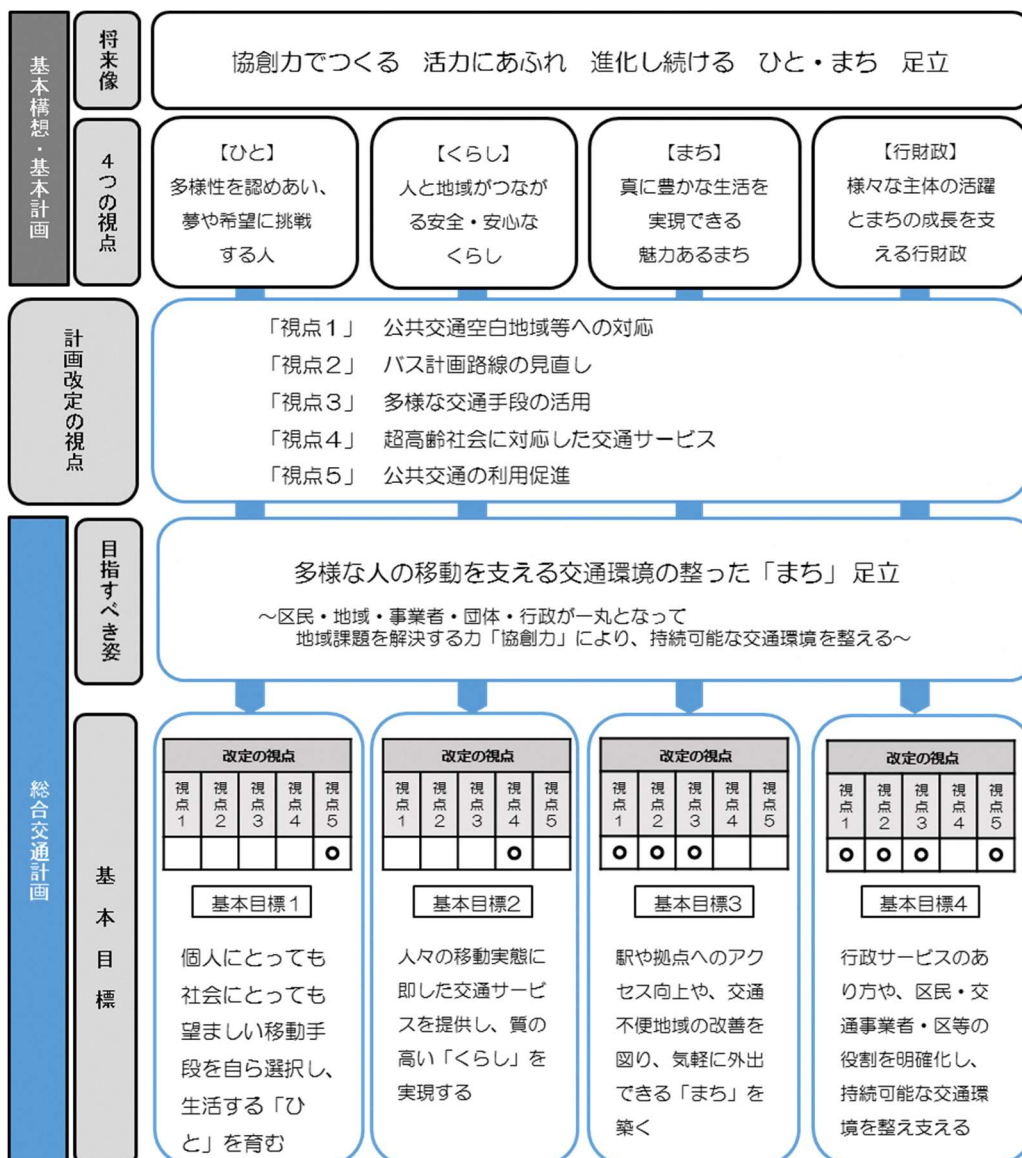 基本構想・基本計画
将来像
協創力でつくる 活力にあふれ 進化し続ける ひと・まち 足立
4つの視点
【ひと】
多様性を認めあい、
夢や希望に挑戦
する人
【くらし】
人と地域がつなが
る安全・安心な
くらし
【まち】
真に豊かな生活を
実現できる
魅力あるまち
【行財政】
様々な主体の活躍
とまちの成長を支
える行財政
計画改定の視点
「視点1」 公共交通空白地域等への対応
「視点2」 バス計画路線の見直し
「視点3」 多様な交通手段の活用
「視点4」 超高齢社会に対応した交通サービス
「視点5」 公共交通の利用促進
総合交通計画
目指すべき姿
多様な人の移動を支える交通環境の整った「まち」足立
～区民・地域・事業者・団体・行政が一丸となって
地域課題を解決する力「協創力」により、持続可能な交通環境を整える～
基本目標
改定の視点
視点1 視点2 視点3 視点4 視点5
○
基本目標1
個人にとっても
社会にとっても
望ましい移動手
段を自ら選択し、
生活する「ひ
と」を育む
改定の視点
視点1 視点2 視点3 視点4 視点5
○
基本目標2
人々の移動実態に
即した交通サービ
スを提供し、質の
高い「くらし」を
実現する
改定の視点
視点1 視点2 視点3 視点4 視点5
○ ○ ○
基本目標3
駅や拠点へのアク
セス向上や、交通
不便地域の改善を
図り、気軽に外出
できる「まち」を
築く
改定の視点
視点1 視点2 視点3 視点4 視点5
○ ○ ○ ○
基本目標4
行政サービスのあ
り方や、区民・交
通事業者・区等の
役割を明確化し、
持続可能な交通環
境を整え支える